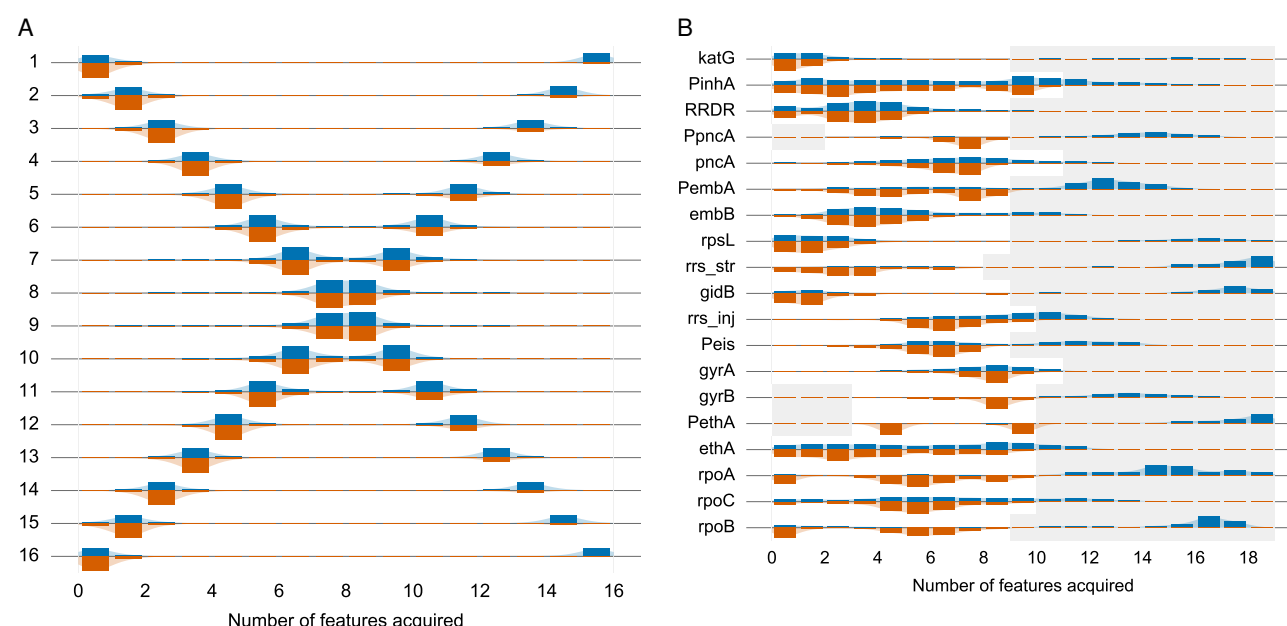 A
1
2
3
4
5
6
7
8
9
10
11
12
13
14
15
16
0 2 4 6 8 10 12 14 16
Number of features acquired
B
katG
PinhA
RRDR
PpncA
pncA
PembA
embB
rpsL
rrs_str
gidB
rrs_inj
Peis
gyrA
gyrB
PethA
ethA
rpoA
rpoC
rpoB
0 2 4 6 8 10 12 14 16 18
Number of features acquired